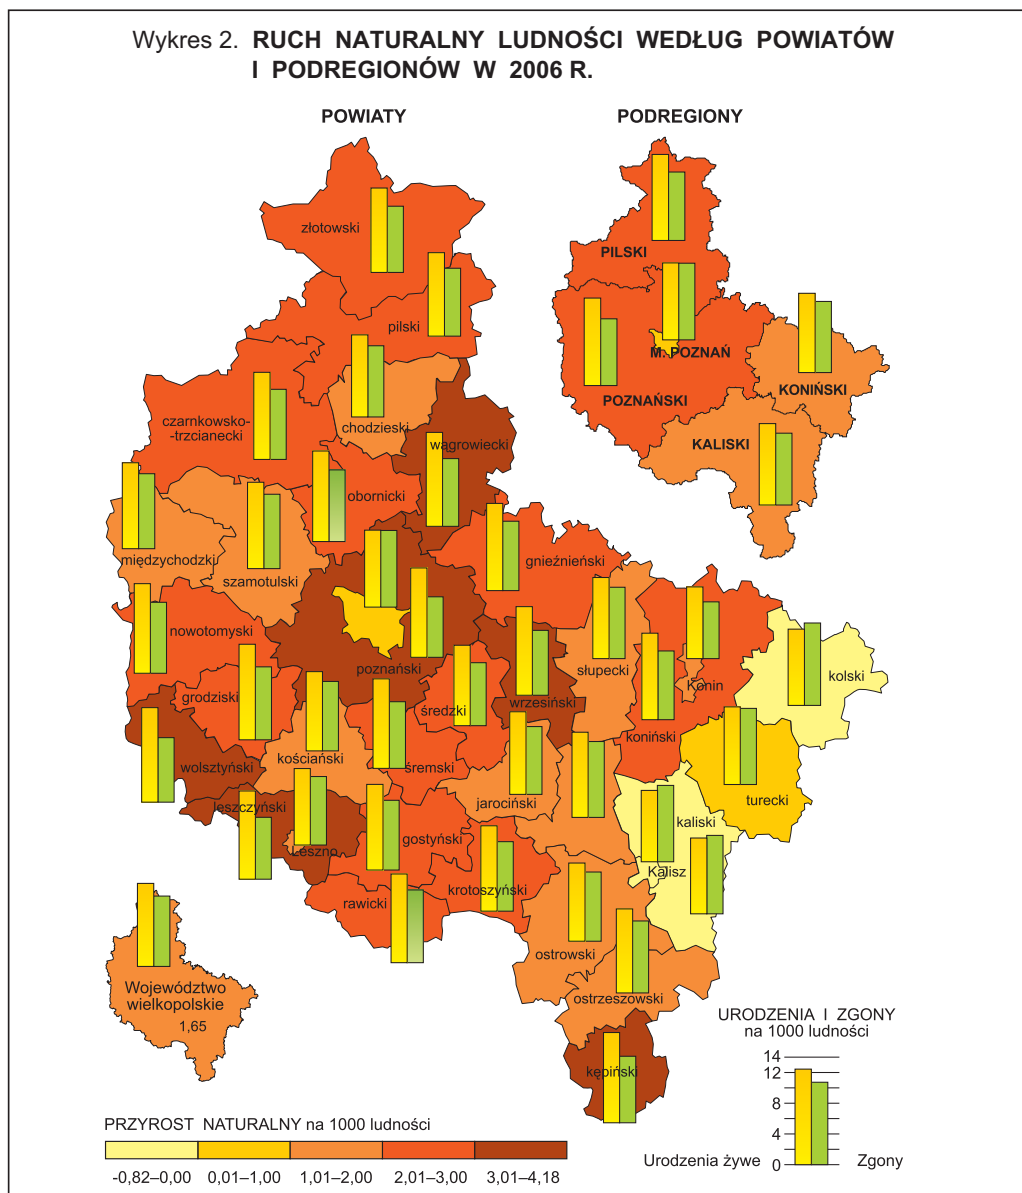 Wykres 2. RUCH NATURALNY LUDNOŚCI WEDŁUG POWIATÓW
I PODREGIONÓW W 2006 R.
POWIATY
PODREGIONY
złotowski
PILSKI
pilski
M. POZNAŃ
POZNAŃSKI
KONIŃSKI
KALISKI
czarnkowsko-
-trzcianecki
chodzieski
wągrowiecki
obornicki
międzychodzki
szamotulski
gnieźnieński
nowotomyski
poznański
słupecki
Konin
kolski
grodziski
średzki
wrzesiński
koniński
kościański
śremski
wolsztyński
jarociński
turecki
leszczyński
Leszno
gostyński
kaliski
Kalisz
krotoszyński
rawicki
ostrowski
ostrzeszowski
kępiński
Województwo
wielkopolskie
1,65
URODZENIA I ZGONY
na 1000 ludności
14
12
8
4
0
Urodzenia żywe
Zgony
PRZYROST NATURALNY na 1000 ludności
-0,82–0,00 0,01–1,00 1,01–2,00 2,01–3,00 3,01–4,18